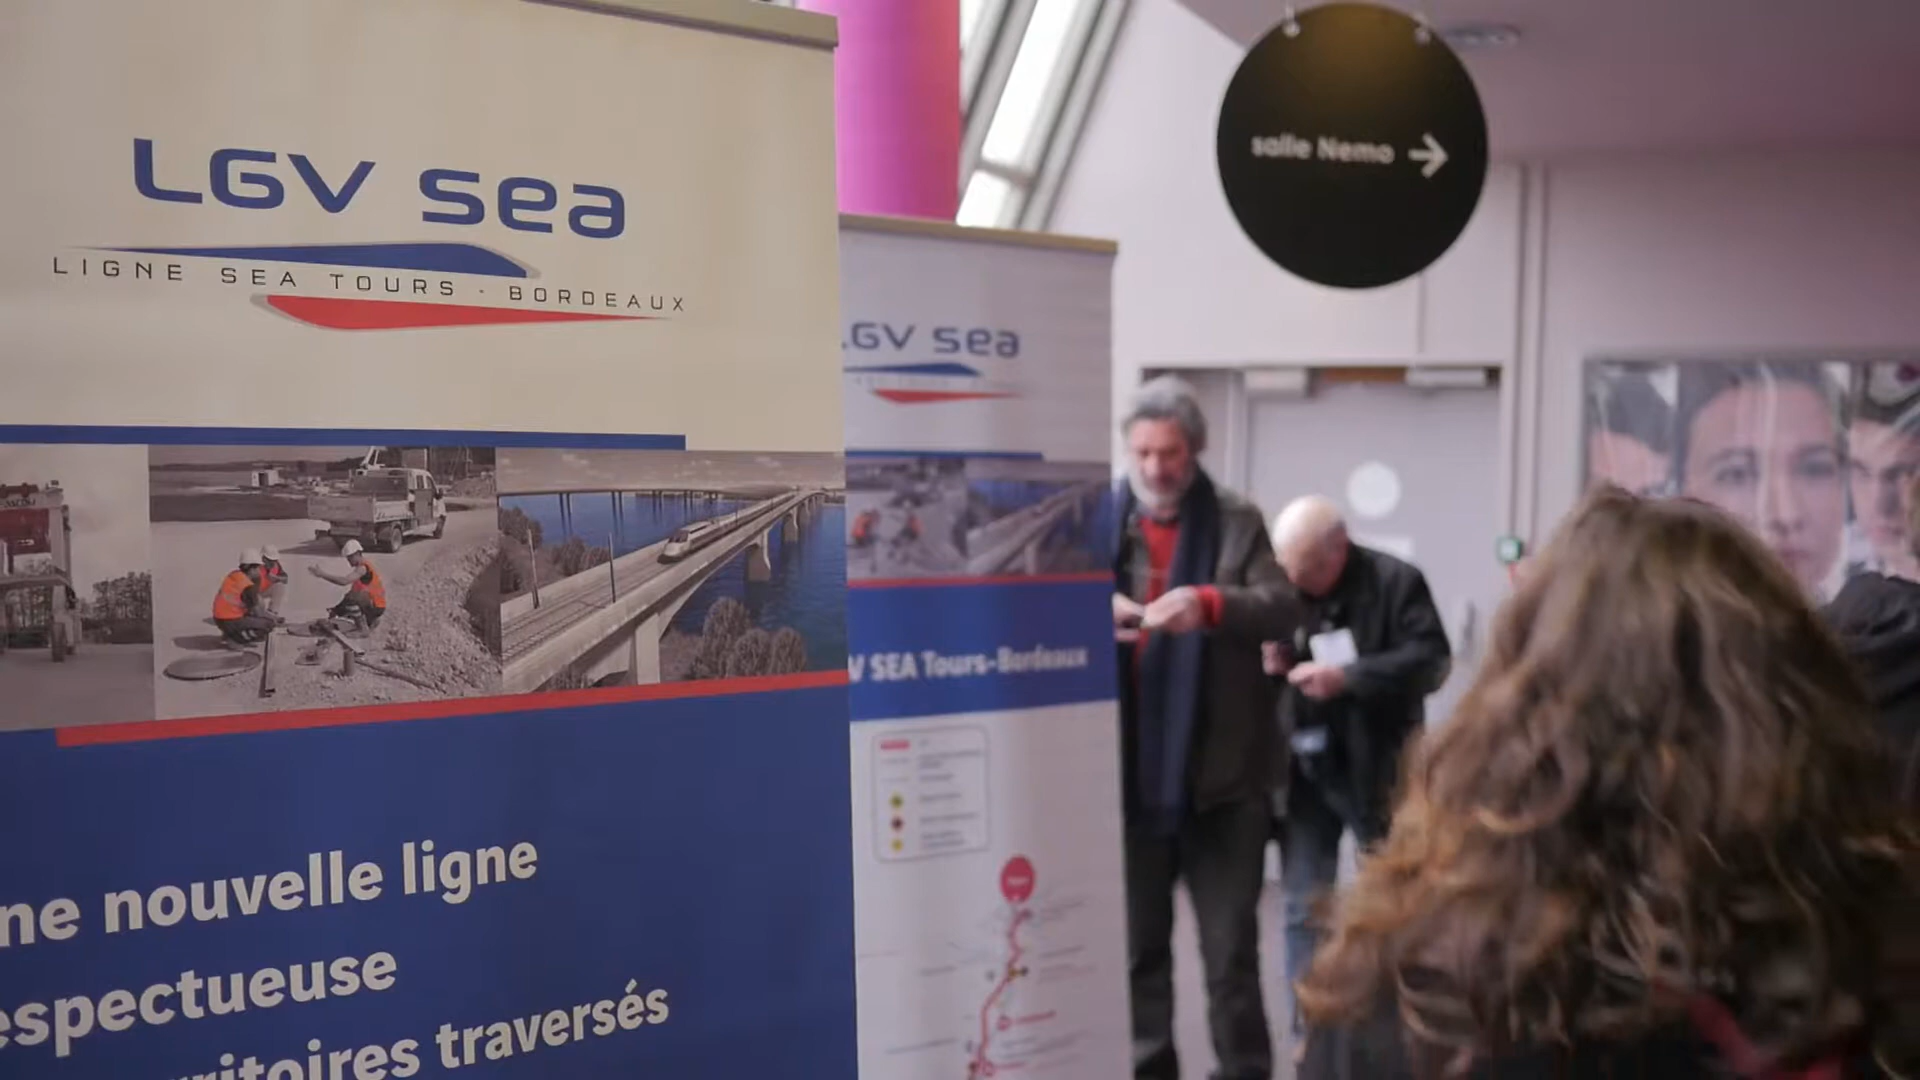 LGV sea
LIGNE SEA TOURS - BORDEAUX
ne nouvelle ligne
espectueuse
rritoires traversés
LGV sea
V SEA Tours-Bordeaux
salle Nemo →